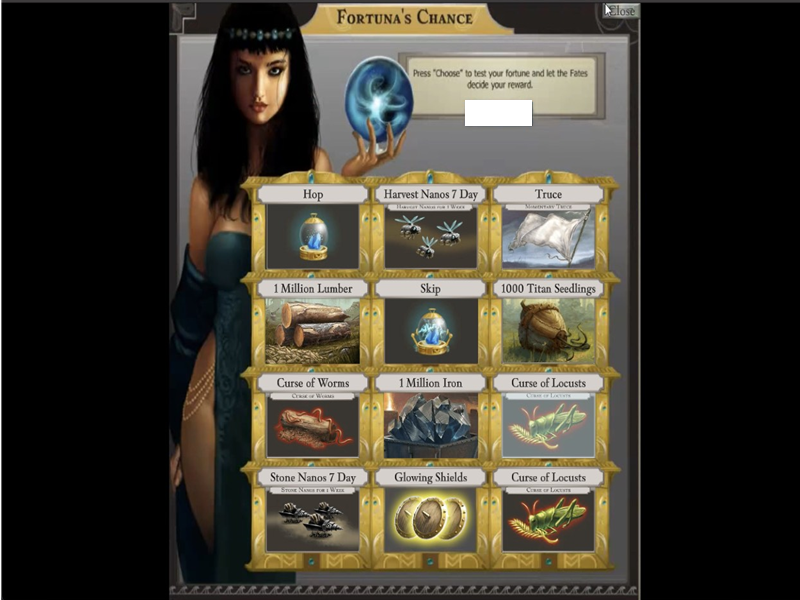 Fortuna's Chance
Close
Press "Choose" to test your fortune and let the Fates
decide your reward.
Hop
Harvest Nanos 7 Day
Truce
Harvest Nanos for 1 Week
Momentary Truce
1 Million Lumber
Skip
1000 Titan Seedlings
Curse of Worms
1 Million Iron
Curse of Locusts
Curse of Worms
Curse of Locusts
Stone Nanos 7 Day
Glowing Shields
Curse of Locusts
Stone Nanos for 1 Week
Curse of Locusts